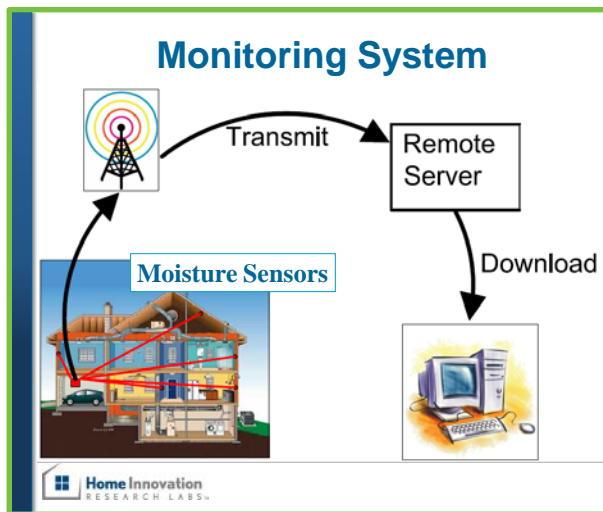 Monitoring System
Transmit
Remote
Server
Moisture Sensors
Download
Home Innovation
RESEARCH LABS